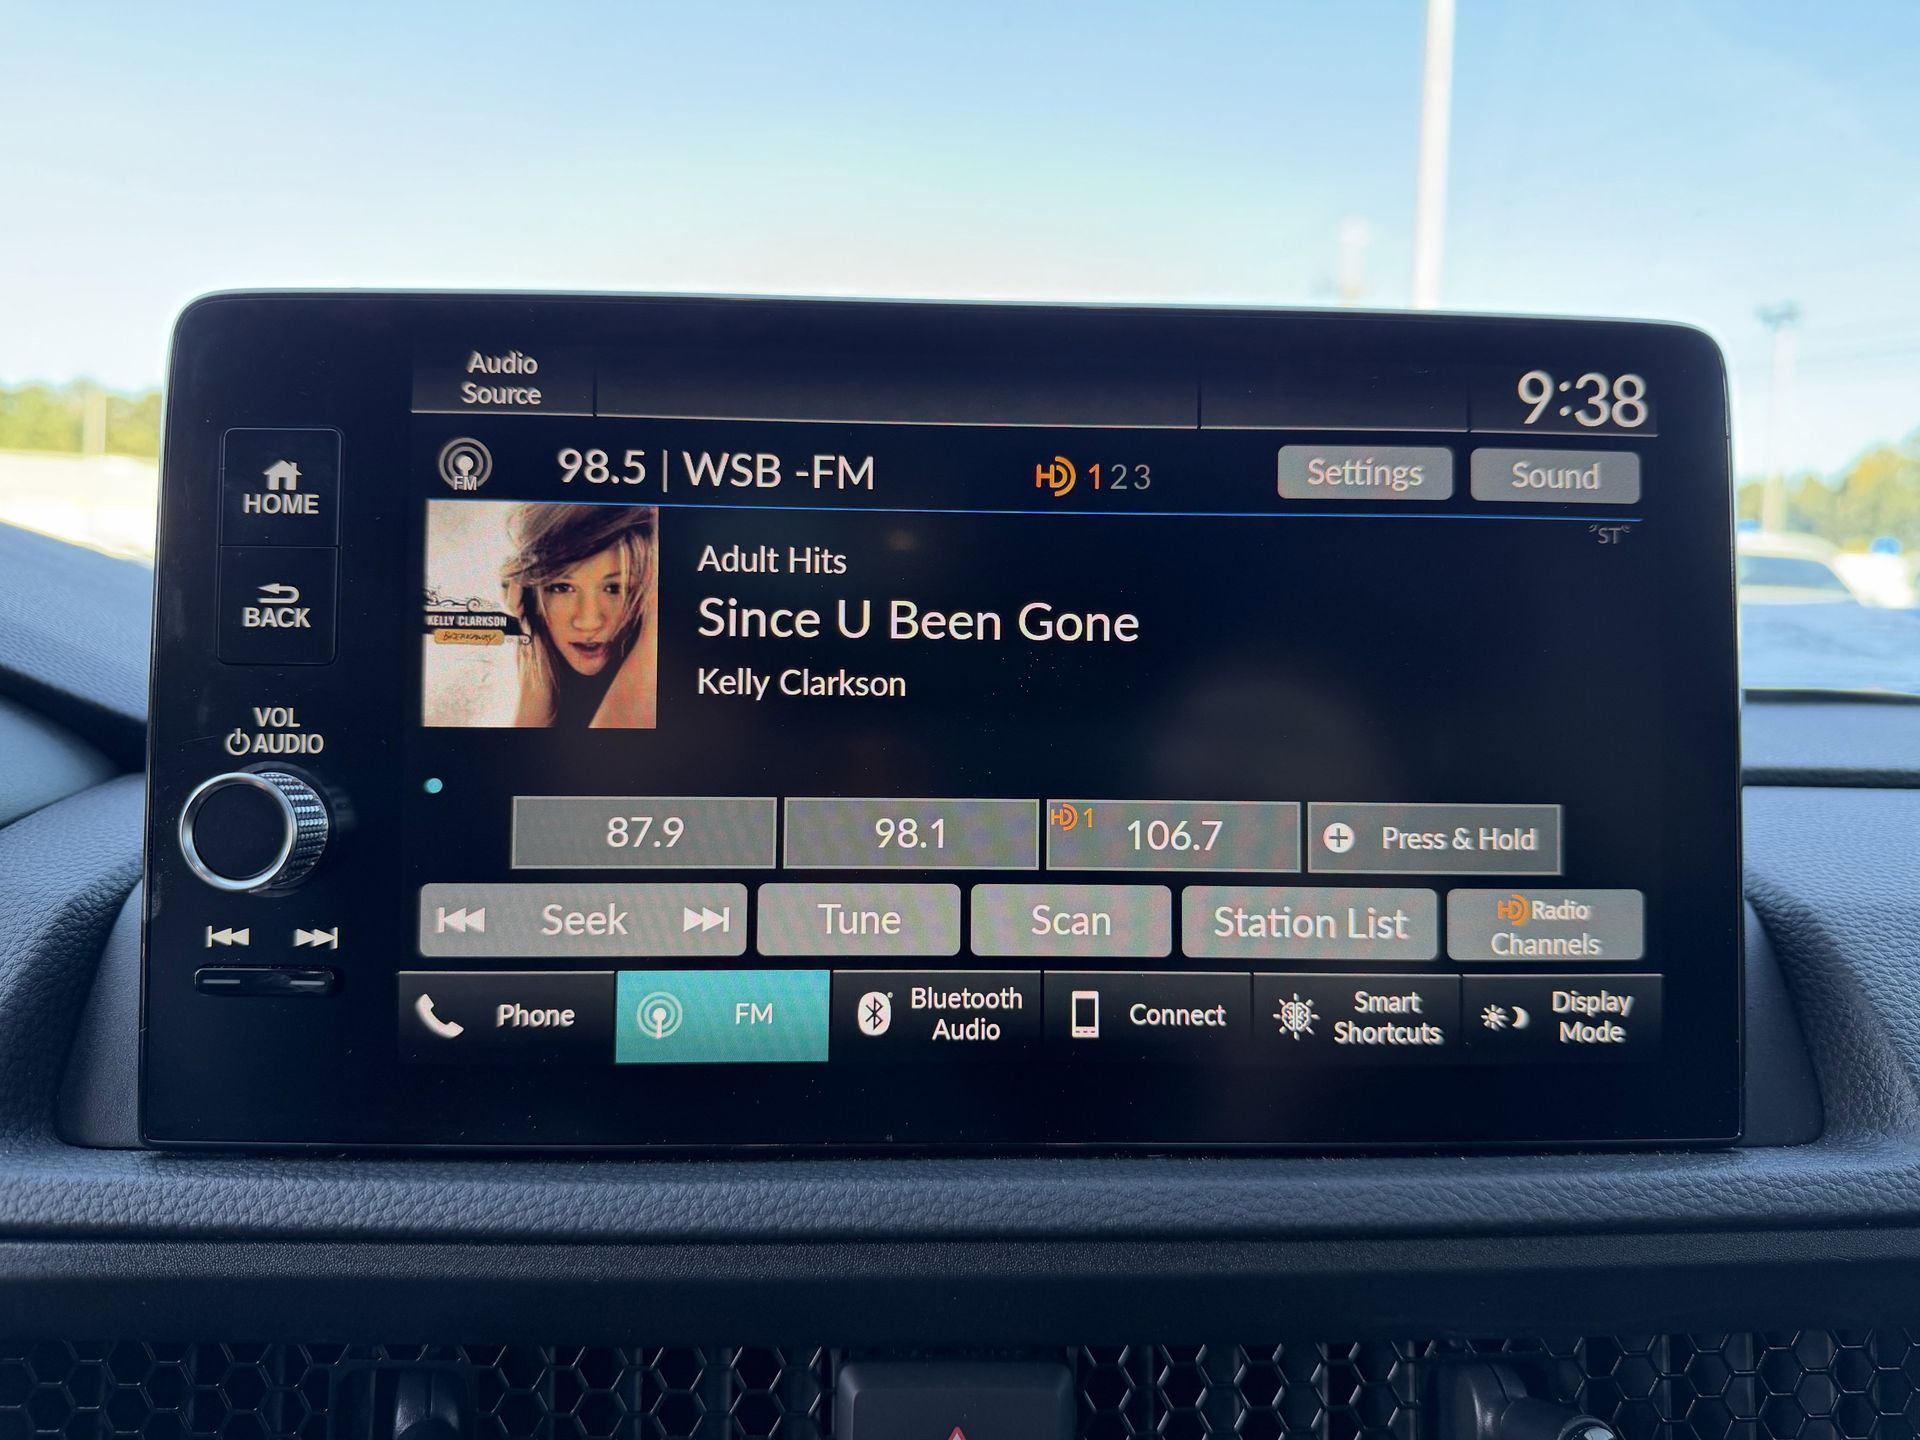 Audio
Source
9:38
HOME
BACK
VOL
AUDIO
FM
98.5 | WSB -FM
HD 1 2 3
Settings
Sound
ST
KELLY CLARKSON
BREAKAWAY
Adult Hits
Since U Been Gone
Kelly Clarkson
87.9
98.1
HD 1
106.7
Press & Hold
Seek
Tune
Scan
Station List
HD Radio
Channels
Phone
FM
Bluetooth
Audio
Connect
Smart
Shortcuts
Display
Mode